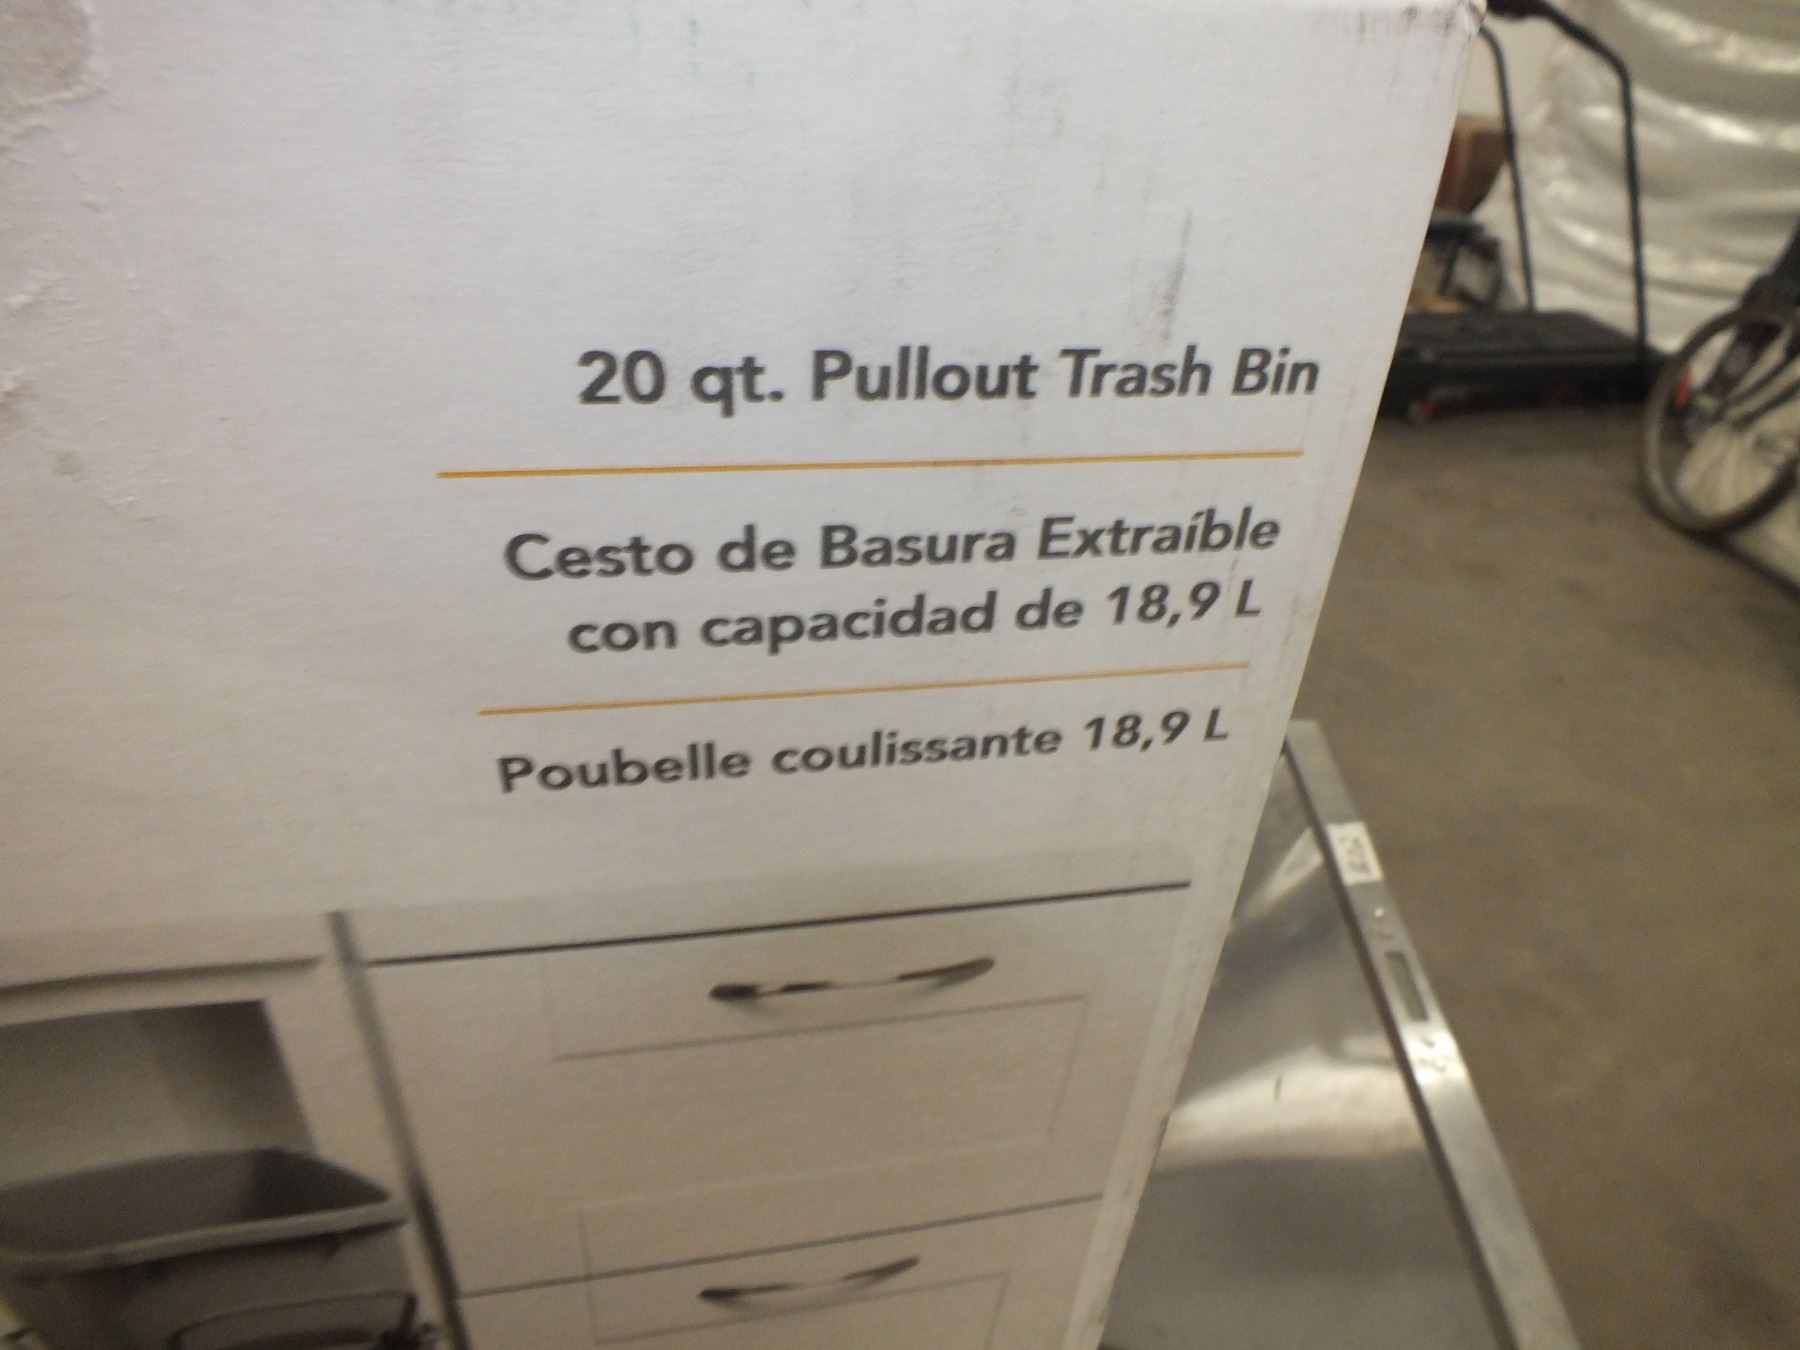 20 qt. Pullout Trash Bin
Cesto de Basura Extraíble
con capacidad de 18,9 L
Poubelle coulissante 18,9 L